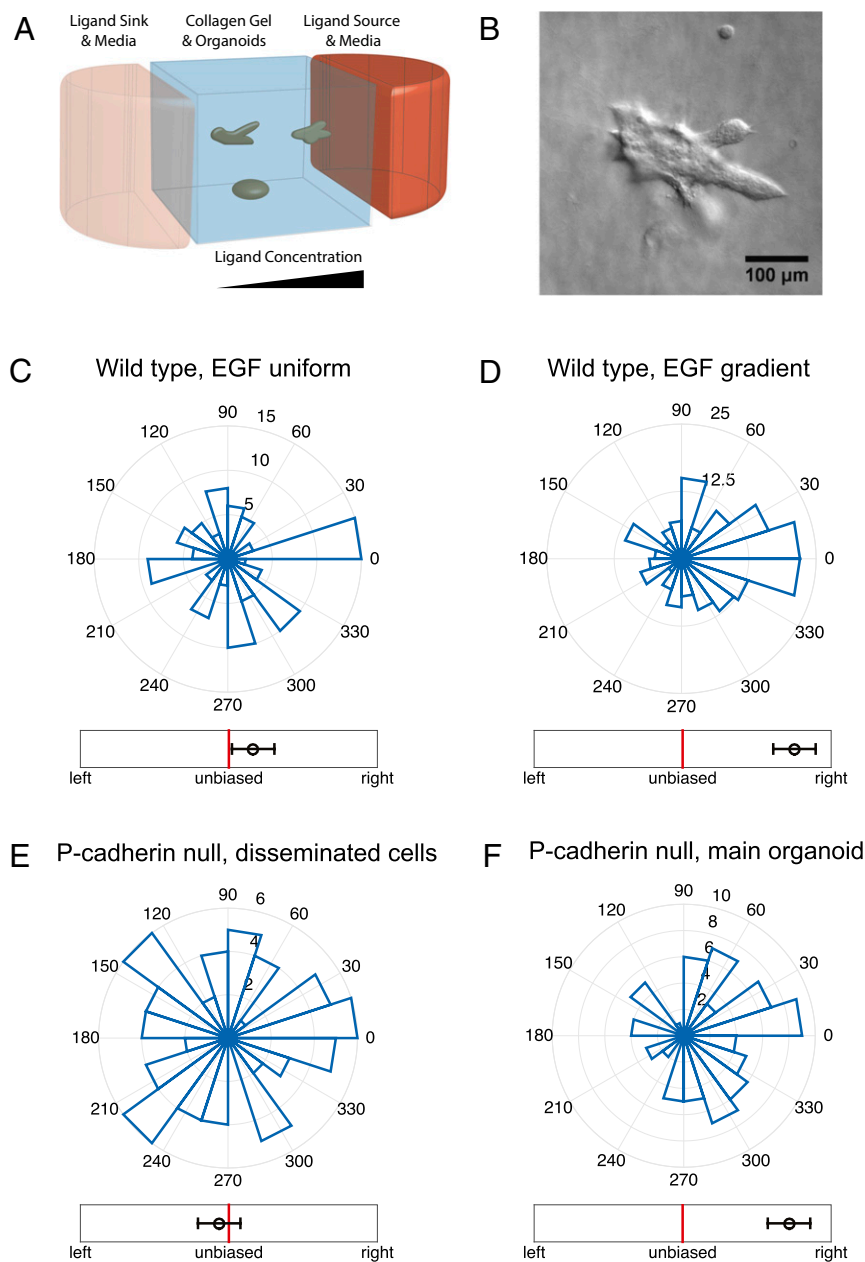 A
Ligand Sink
& Media
Collagen Gel
& Organoids
Ligand Source
& Media
Ligand Concentration
B
100 µm
C
Wild type, EGF uniform
90
15
120
60
10
150
30
5
180
0
210
330
240
300
270
left
unbiased
right
D
Wild type, EGF gradient
90
25
120
60
12.5
150
30
180
0
210
330
240
300
270
left
unbiased
right
E
P-cadherin null, disseminated cells
90
6
120
60
4
150
30
2
180
0
210
330
240
300
270
left
unbiased
right
F
P-cadherin null, main organoid
90
10
120
60
8
6
150
30
4
2
180
0
210
330
240
300
270
left
unbiased
right